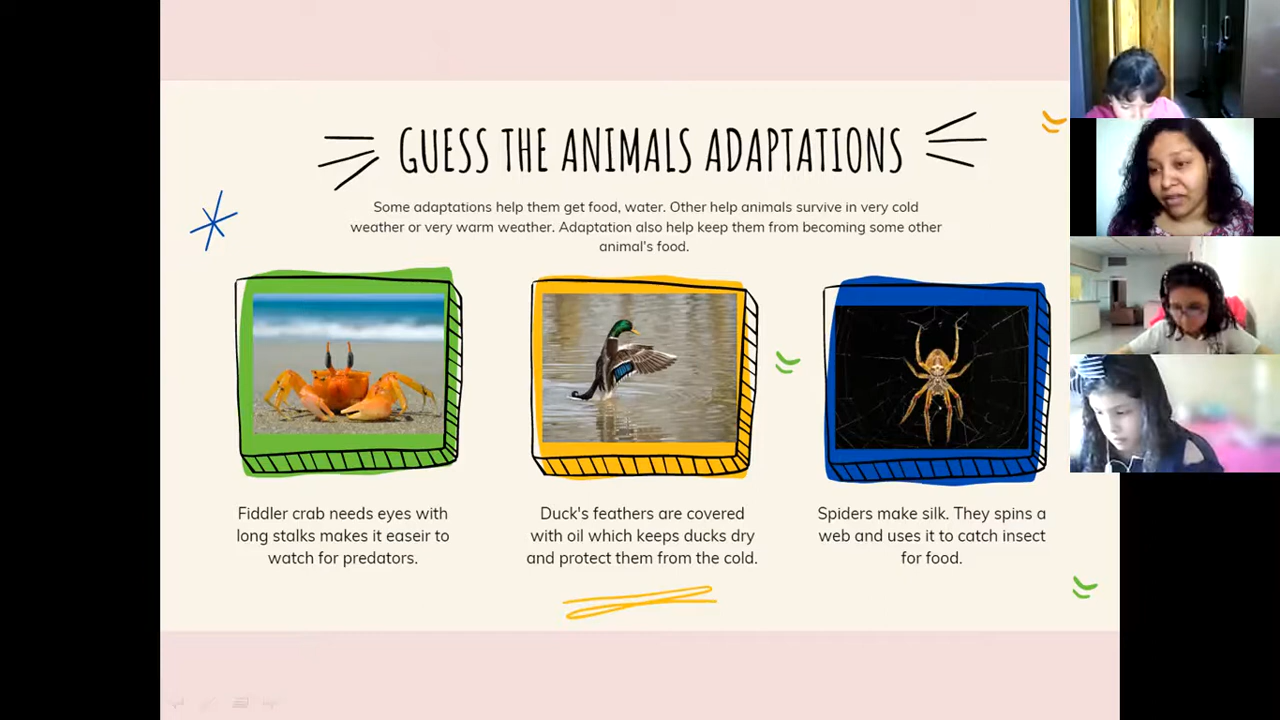 GUESS THE ANIMALS ADAPTATIONS
Some adaptations help them get food, water. Other help animals survive in very cold
weather or very warm weather. Adaptation also help keep them from becoming some other
animal's food.
Fiddler crab needs eyes with
long stalks makes it easeir to
watch for predators.
Duck's feathers are covered
with oil which keeps ducks dry
and protect them from the cold.
Spiders make silk. They spins a
web and uses it to catch insect
for food.